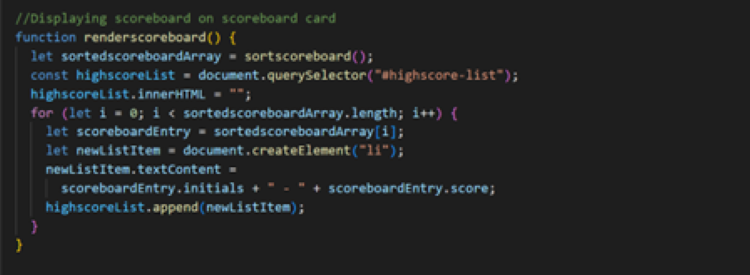 //Displaying scoreboard on scoreboard card
function renderscoreboard() {
let sortedscoreboardArray = sortscoreboard();
const highscoreList = document.querySelector("#highscore-list");
highscoreList.innerHTML = "";
for (let i = 0; i < sortedscoreboardArray.length; i++) {
let scoreboardEntry = sortedscoreboardArray[i];
let newListItem = document.createElement("li");
newListItem.textContent =
scoreboardEntry.initials + " - " + scoreboardEntry.score;
highscoreList.append(newListItem);
}
}